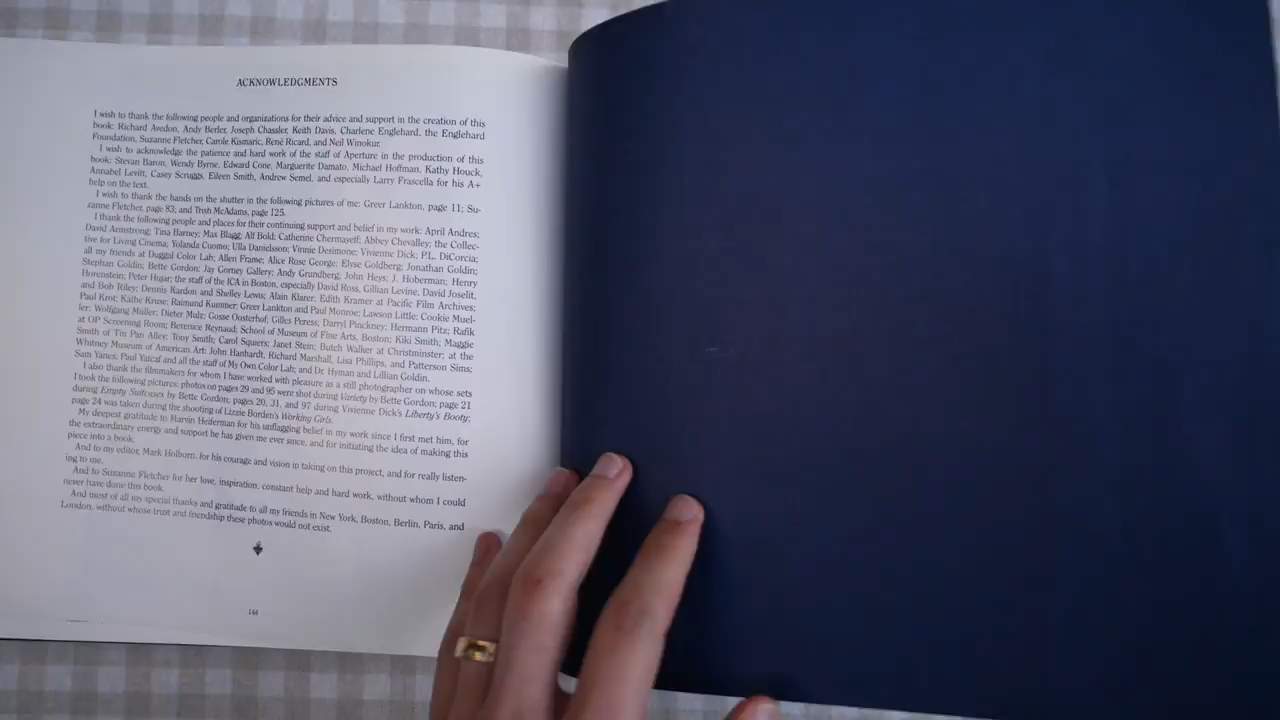 ACKNOWLEDGMENTS
I wish to thank the following people and organizations for their advice and support in the creation of this
book: Richard Avedon, Andy Berler, Joseph Chassler, Keith Davis, Charlene Englehard, the Englehard
Foundation, Suzanne Fletcher, Carole Kismaric, René Ricard, and Neil Winokur.
I wish to acknowledge the patience and hard work of the staff of Aperture in the production of this
book: Stevan Baron, Wendy Byrne, Edward Cone, Marguerite Damato, Michael Hoffman, Kathy Houck,
Annabel Levitt, Casey Scruggs, Eileen Smith, Andrew Semel, and especially Larry Frascella for his A+
help on the text.
I wish to thank the hands on the shutter in the following pictures of me: Greer Lankton, page 11; Su-
zanne Fletcher, page 83; and Trish McAdams, page 125.
I thank the following people and places for their continuing support and belief in my work: April Andres;
David Armstrong; Tina Barney; Max Blagg; Alf Bold; Catherine Chermayeff; Abbey Chevalley; the Collec-
tive for Living Cinema; Yolanda Cuomo; Ulla Danielsson; Vinnie Desimone; Vivienne Dick; P.L. DiCorcia;
all my friends at Duggal Color Lab; Allen Frame; Alice Rose George; Elyse Goldberg; Jonathan Goldin;
Stephan Goldin; Bette Gordon; Jay Gorney Gallery; Andy Grundberg, John Heys; J. Hoberman; Henry
Horenstein; Peter Hujar; the staff of the ICA in Boston, especially David Ross, Gillian Levine, David Joselit,
and Bob Riley; Dennis Kardon and Shelley Lewis; Alain Klarer; Edith Kramer at Pacific Film Archives;
Paul Krot; Käthe Kruse; Raimund Kummer; Greer Lankton and Paul Monroe; Lawson Little; Cookie Muel-
ler; Wolfgang Müller; Dieter Mulz; Gosse Oosterhof; Gilles Peress; Darryl Pinckney; Hermann Pitz; Rafik
at OP Screening Room; Berenice Reynaud; School of Museum of Fine Arts, Boston; Kiki Smith; Maggie
Smith of Tin Pan Alley; Tony Smith; Carol Squiers; Janet Stein; Butch Walker at Christminster; at the
Whitney Museum of American Art: John Hanhardt, Richard Marshall, Lisa Phillips, and Patterson Sims;
Sam Yanes; Paul Yatcaf and all the staff of My Own Color Lab; and Dr. Hyman and Lillian Goldin.
I also thank the filmmakers for whom I have worked with pleasure as a still photographer on whose sets
I took the following pictures: photos on pages 29 and 95 were shot during Variety by Bette Gordon; page 21
during Empty Suitcases by Bette Gordon; pages 20, 31, and 97 during Vivienne Dick's Liberty's Booty;
page 24 was taken during the shooting of Lizzie Borden's Working Girls.
My deepest gratitude to Marvin Heiferman for his unflagging belief in my work since I first met him, for
the extraordinary energy and support he has given me ever since, and for initiating the idea of making this
piece into a book.
And to my editor, Mark Holborn, for his courage and vision in taking on this project, and for really listen-
ing to me.
And to Suzanne Fletcher for her love, inspiration, constant help and hard work, without whom I could
never have done this book.
And most of all my special thanks and gratitude to all my friends in New York, Boston, Berlin, Paris, and
London, without whose trust and friendship these photos would not exist.
144